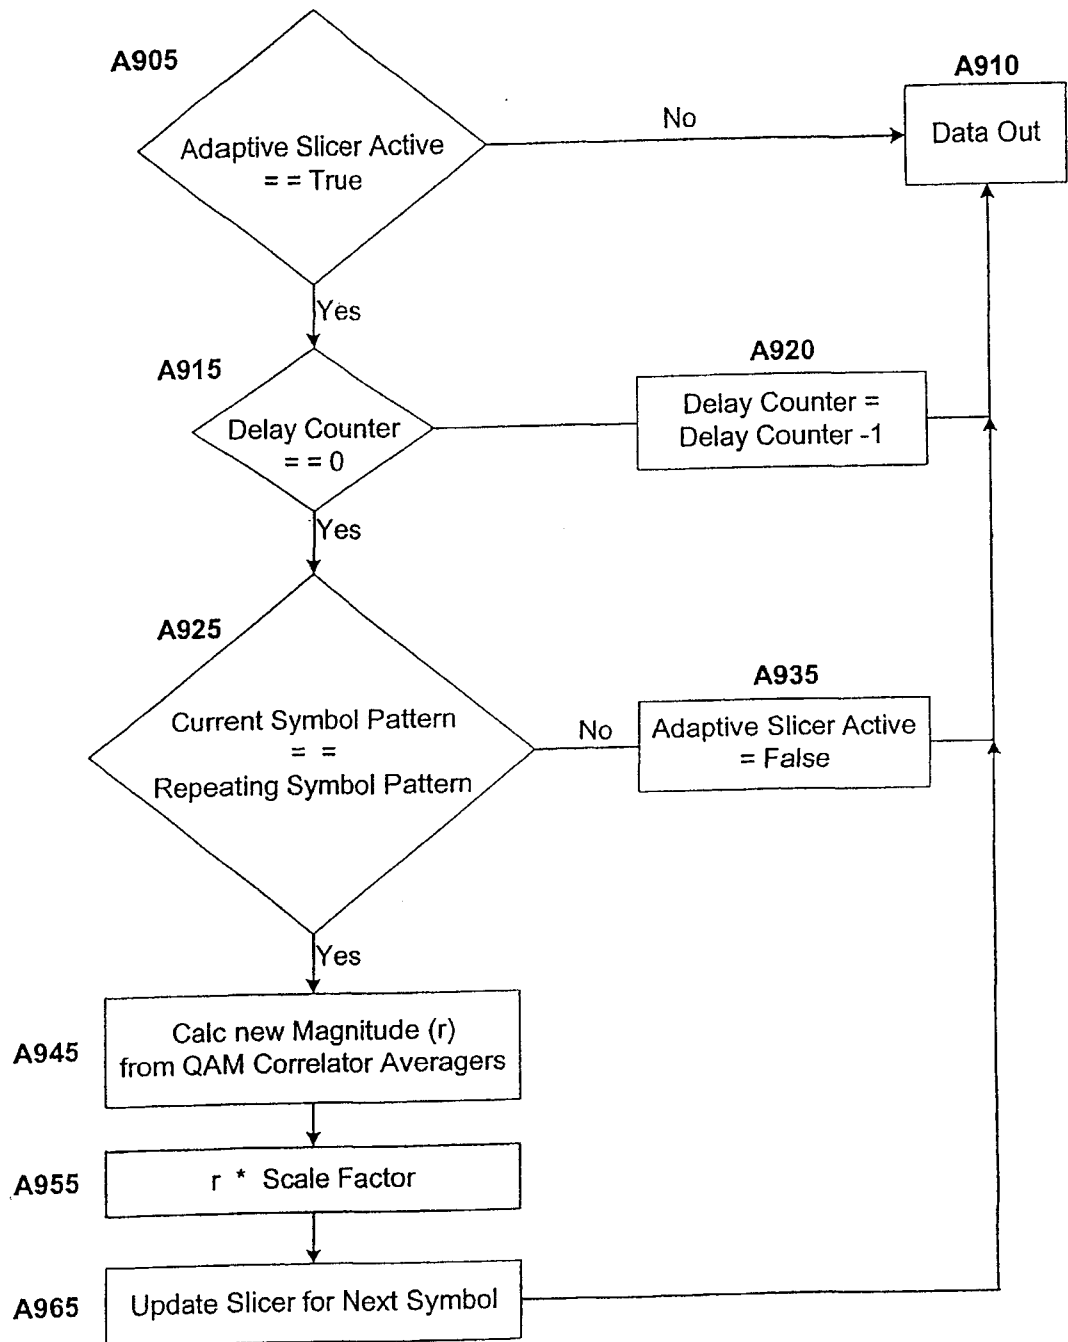 A905
Adaptive Slicer Active
= = True
No
A910
Data Out
Yes
A915
Delay Counter
= = 0
A920
Delay Counter =
Delay Counter -1
Yes
A925
Current Symbol Pattern
= =
Repeating Symbol Pattern
No
A935
Adaptive Slicer Active
= False
Yes
A945
Calc new Magnitude (r)
from QAM Correlator Averagers
A955
r * Scale Factor
A965
Update Slicer for Next Symbol